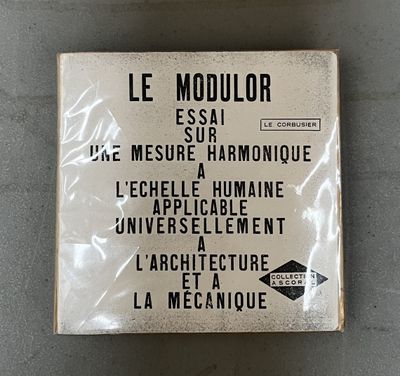 LE MODULOR
ESSAI
SUR
LE CORBUSIER
UNE MESURE HARMONIQUE
A
L'ECHELLE HUMAINE
APPLICABLE
UNIVERSELLEMENT
A
L'ARCHITECTURE
ET A
LA MÉCANIQUE
COLLECTION
ASCORAL